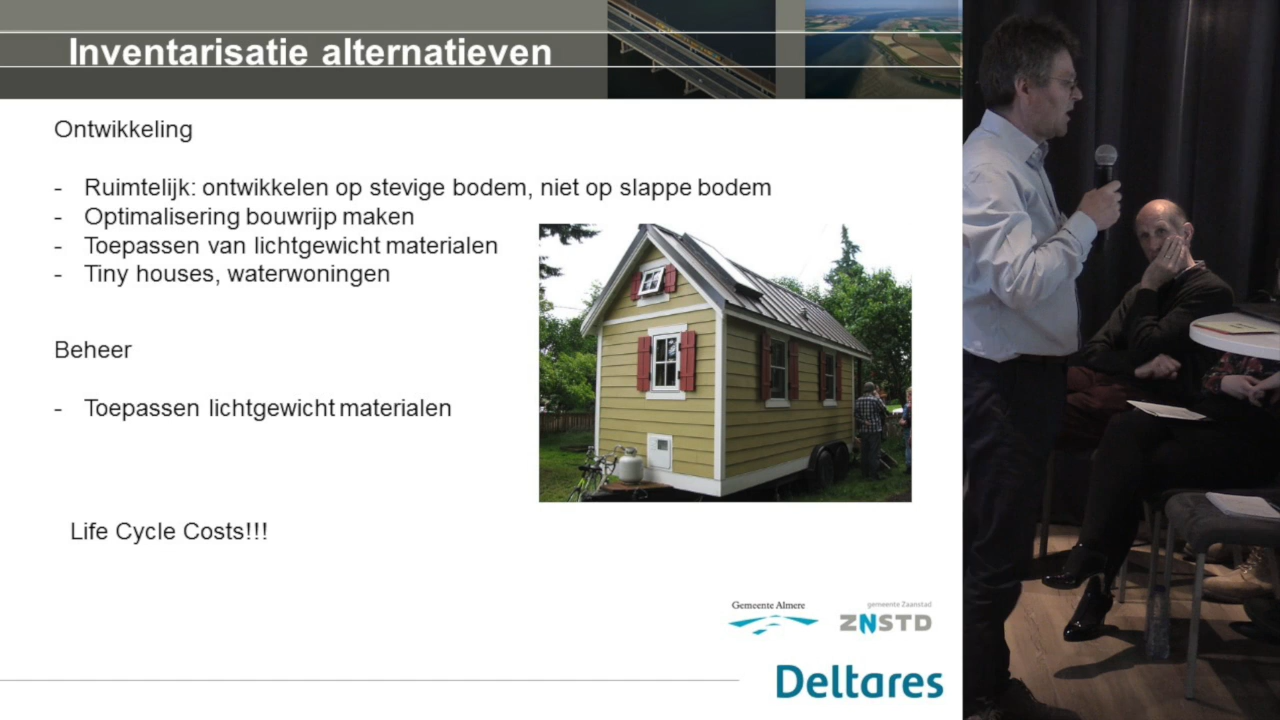 Inventarisatie alternatieven
Ontwikkeling
- Ruimtelijk: ontwikkelen op stevige bodem, niet op slappe bodem
- Optimalisering bouwrijp maken
- Toepassen van lichtgewicht materialen
- Tiny houses, waterwoningen
Beheer
- Toepassen lichtgewicht materialen
Life Cycle Costs!!!
Gemeente Almere
gemeente Zaanstad
ZNSTD
Deltares